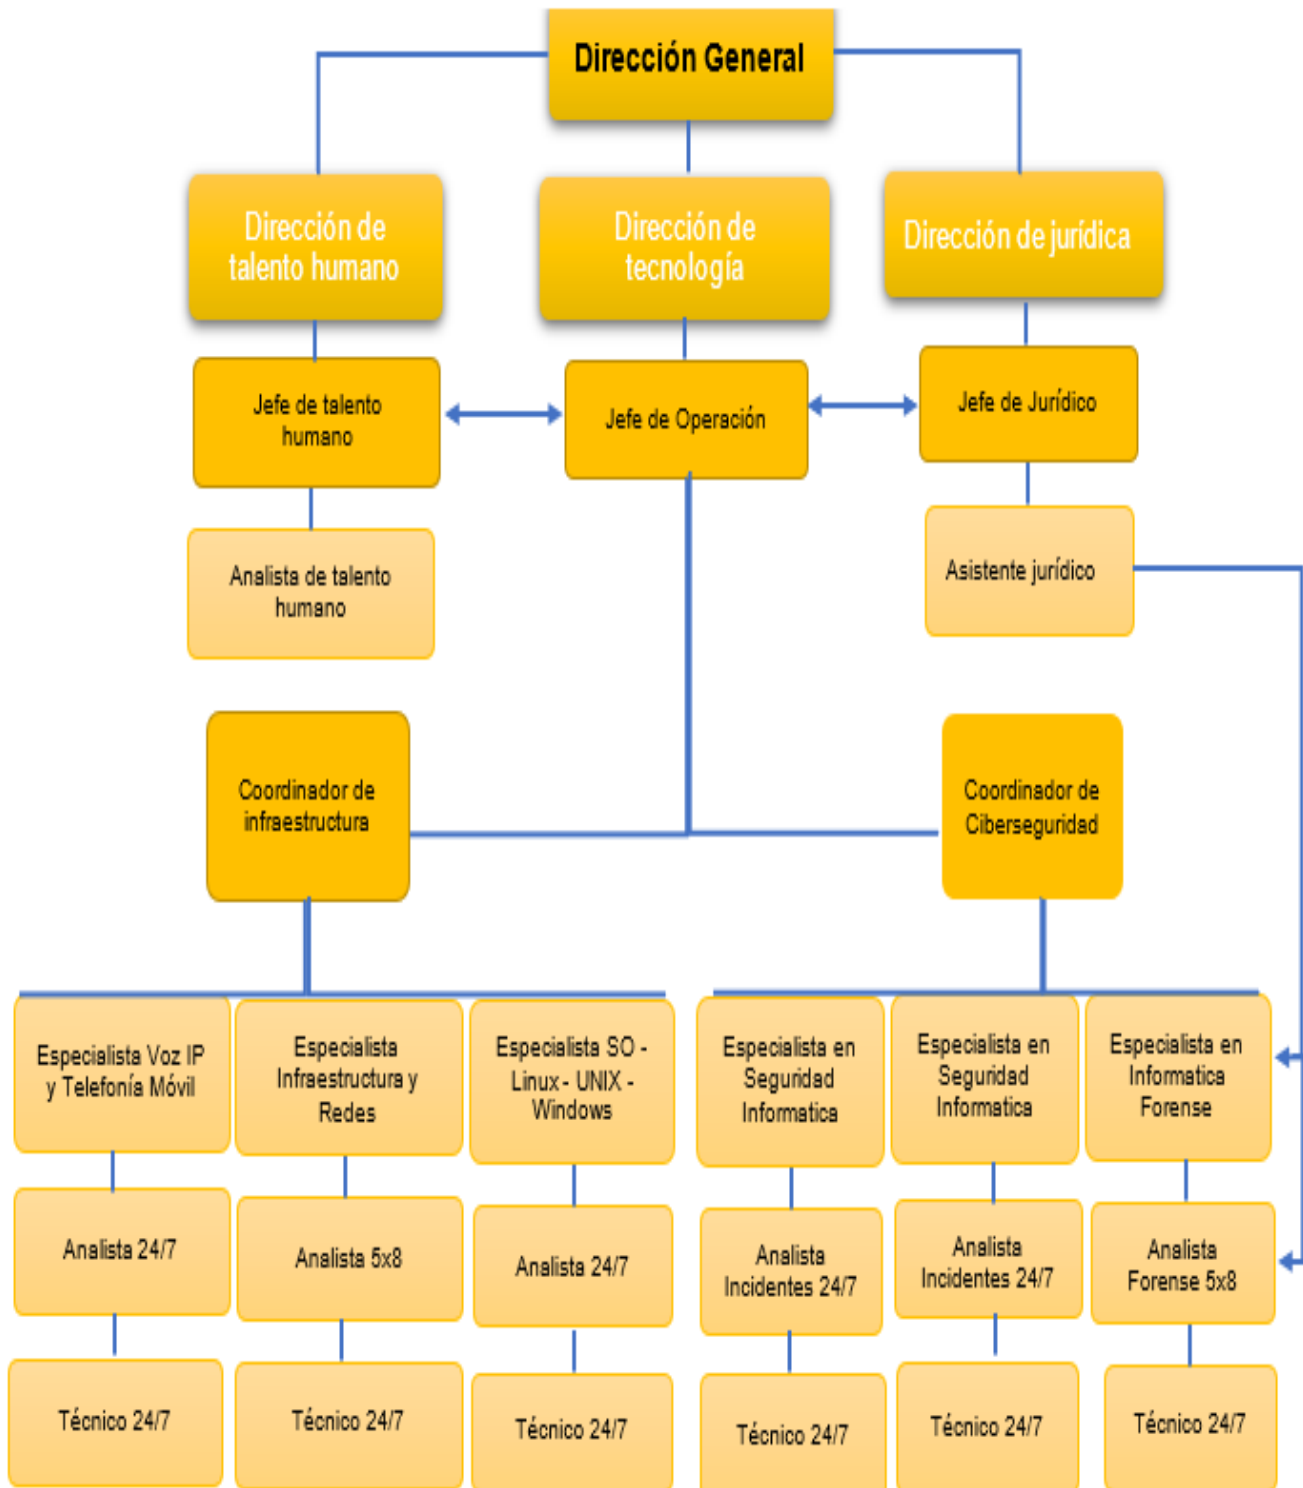 Dirección General
Dirección de
talento humano
Dirección de
tecnología
Dirección de jurídica
Jefe de talento
humano
Jefe de Operación
Jefe de Jurídico
Analista de talento
humano
Asistente jurídico
Coordinador de
infraestructura
Coordinador de
Ciberseguridad
Especialista Voz IP
y Telefonía Móvil
Especialista
Infraestructura y
Redes
Especialista SO -
Linux - UNIX -
Windows
Especialista en
Seguridad
Informatica
Especialista en
Seguridad
Informatica
Especialista en
Informatica
Forense
Analista 24/7
Analista 5x8
Analista 24/7
Analista
Incidentes 24/7
Analista
Incidentes 24/7
Analista
Forense 5x8
Técnico 24/7
Técnico 24/7
Técnico 24/7
Técnico 24/7
Técnico 24/7
Técnico 24/7